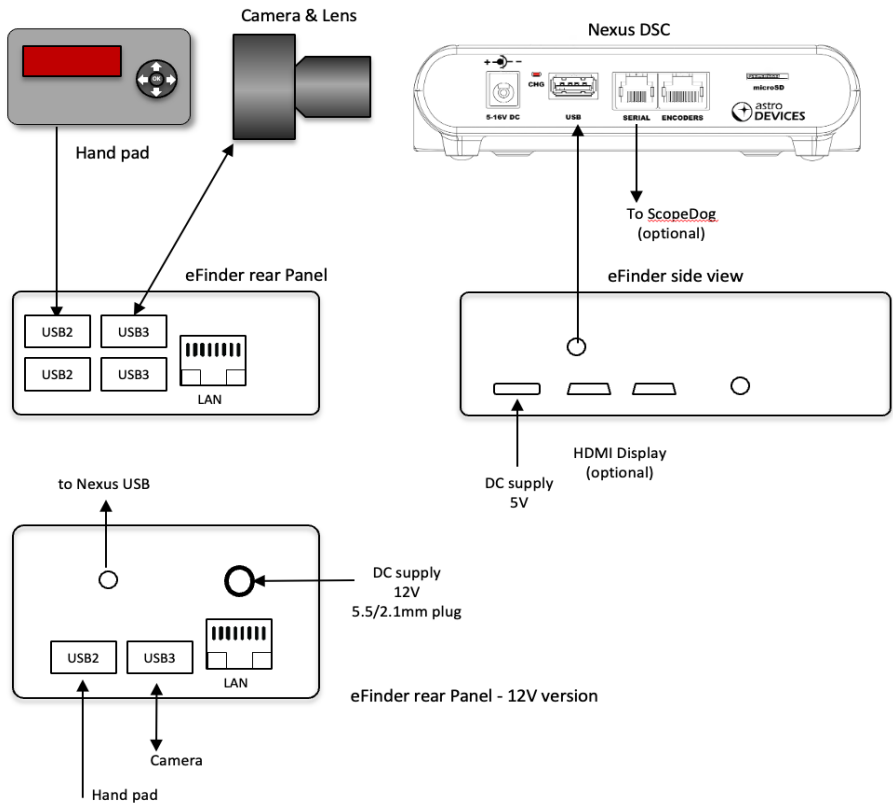 Camera & Lens
Nexus DSC
OK
Hand pad
+ -
CHG
microSD
5-16V DC
USB
SERIAL
ENCODERS
astro
DEVICES
To ScopeDog
(optional)
eFinder rear Panel
eFinder side view
USB2
USB3
USB2
USB3
LAN
HDMI Display
(optional)
DC supply
5V
to Nexus USB
DC supply
12V
5.5/2.1mm plug
USB2
USB3
LAN
eFinder rear Panel - 12V version
Camera
Hand pad